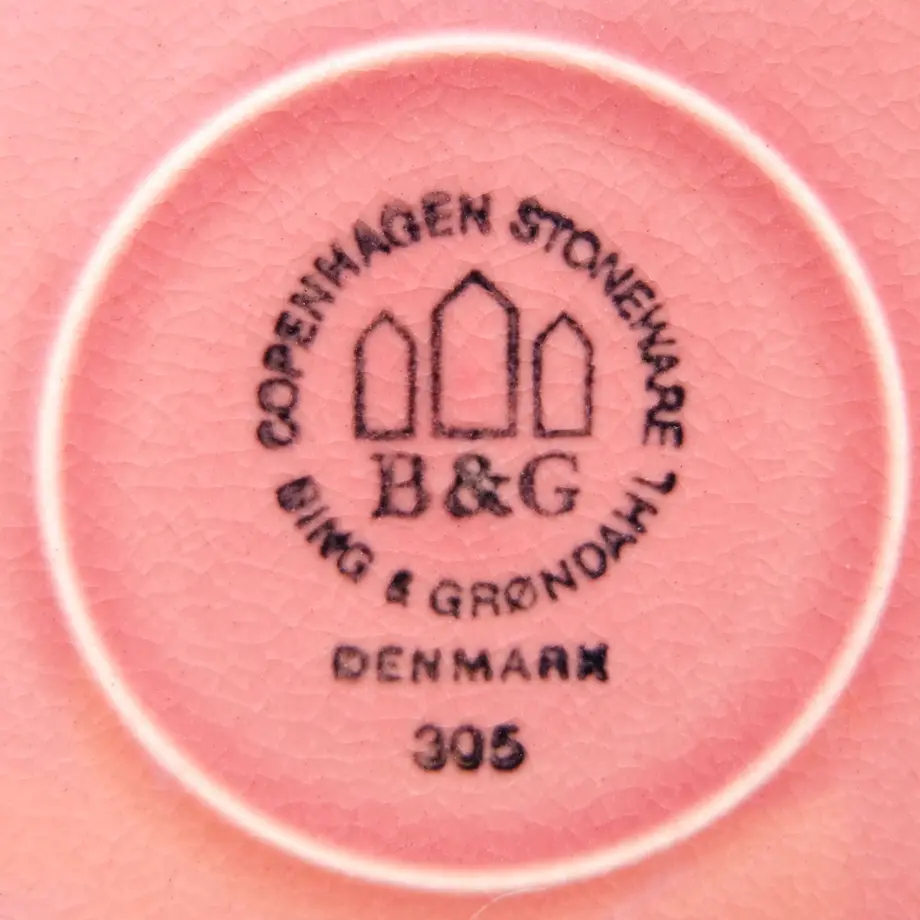 COPENHAGEN STONEWARE
B&G
BING & GRØNDAHL
DENMARK
305